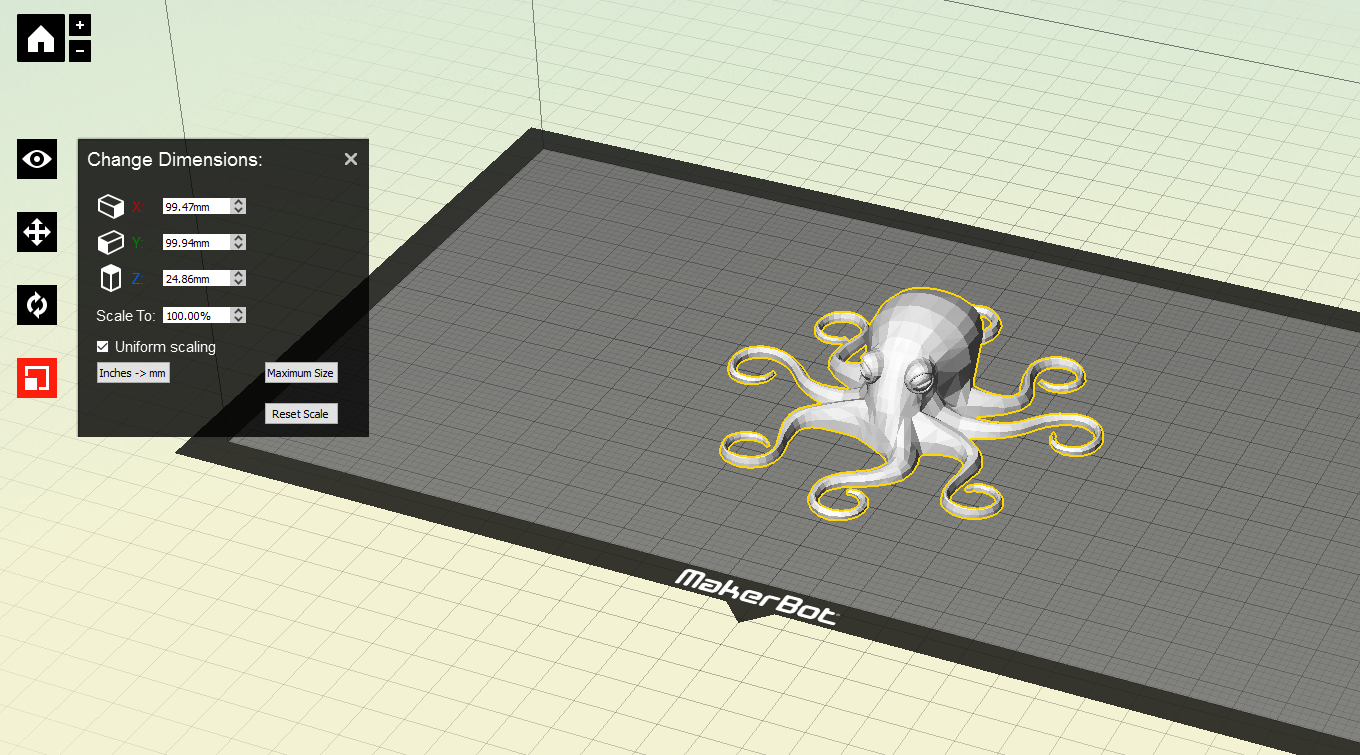 +
-
Change Dimensions:
X: 99.47mm
Y: 99.94mm
Z: 24.86mm
Scale To: 100.00%
Uniform scaling
Inches -> mm
Maximum Size
Reset Scale
MakerBot